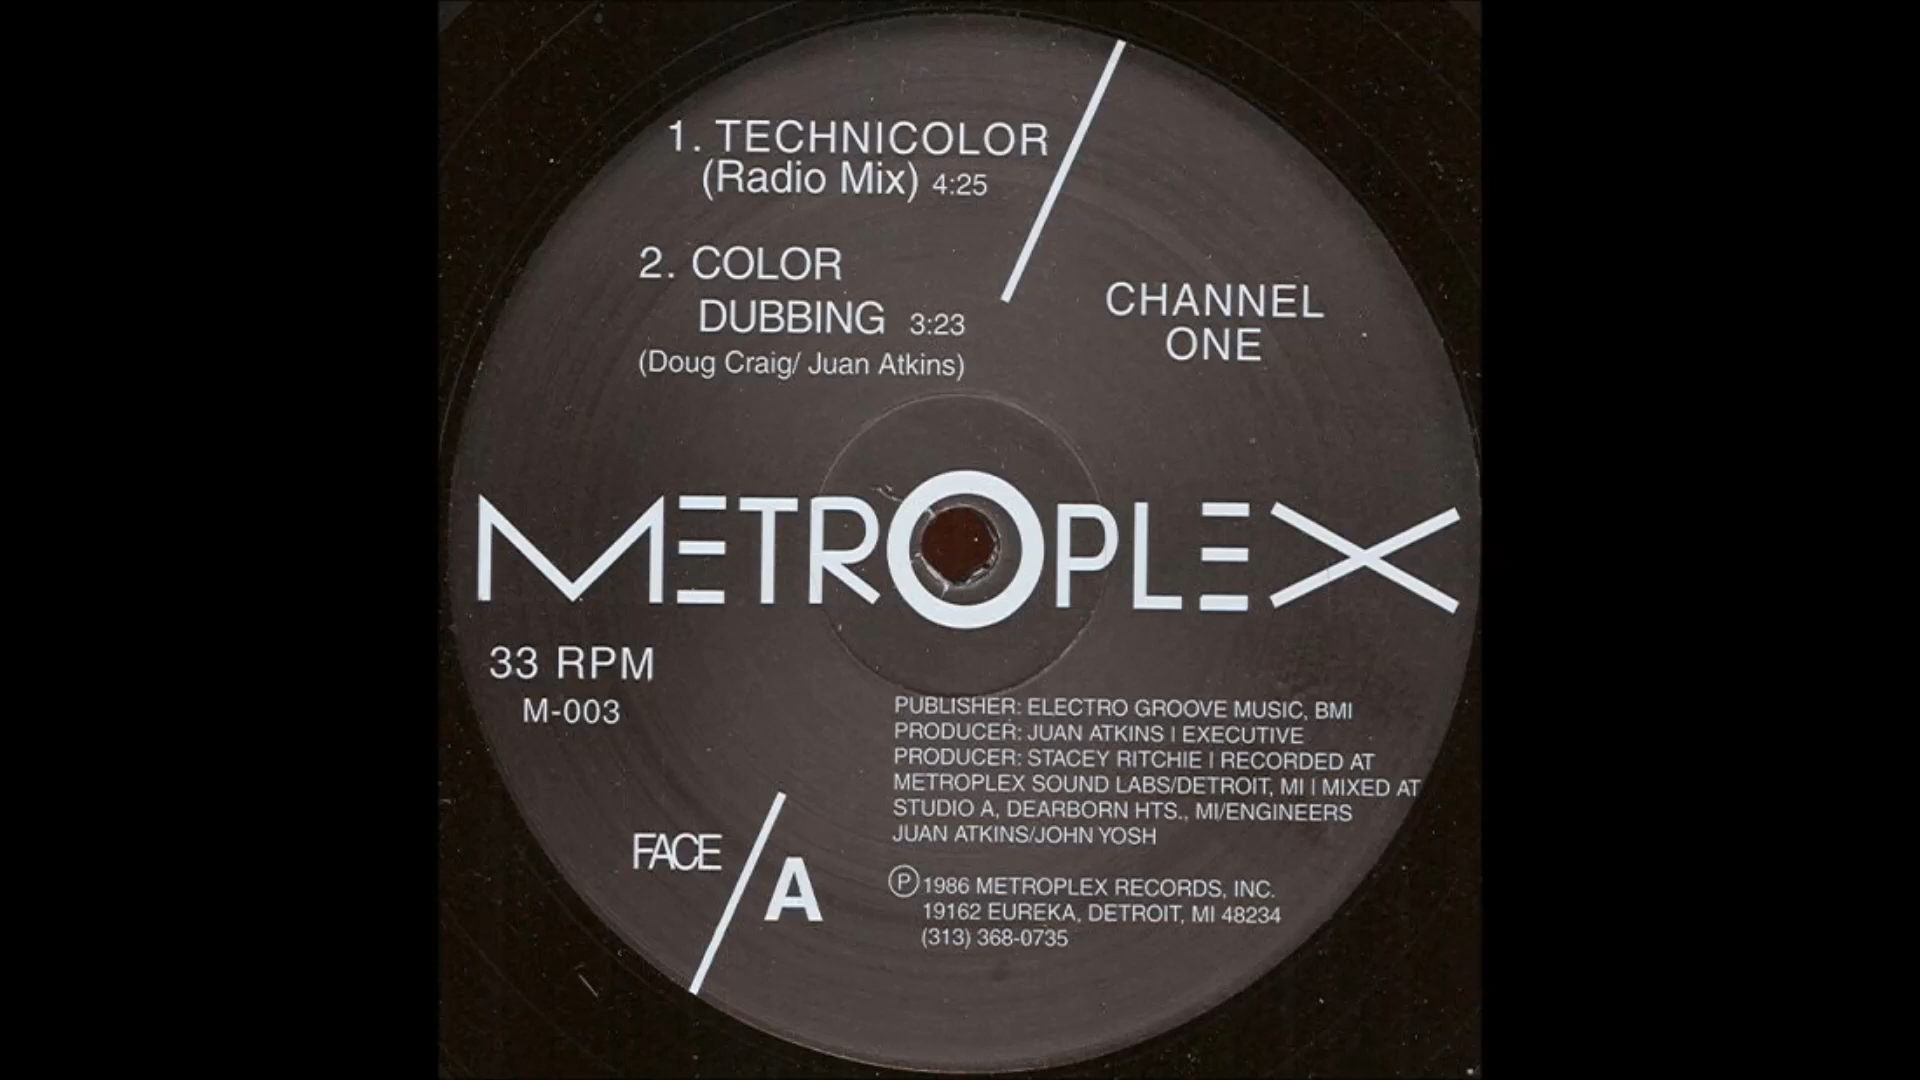 1. TECHNICOLOR
(Radio Mix) 4:25
2. COLOR
DUBBING 3:23
(Doug Craig/ Juan Atkins)
CHANNEL
ONE
METROPLEX
33 RPM
M-003
PUBLISHER: ELECTRO GROOVE MUSIC, BMI
PRODUCER: JUAN ATKINS | EXECUTIVE
PRODUCER: STACEY RITCHIE | RECORDED AT
METROPLEX SOUND LABS/DETROIT, MI | MIXED AT
STUDIO A, DEARBORN HTS., MI/ENGINEERS
JUAN ATKINS/JOHN YOSH
FACE / A
Ⓟ 1986 METROPLEX RECORDS, INC.
19162 EUREKA, DETROIT, MI 48234
(313) 368-0735